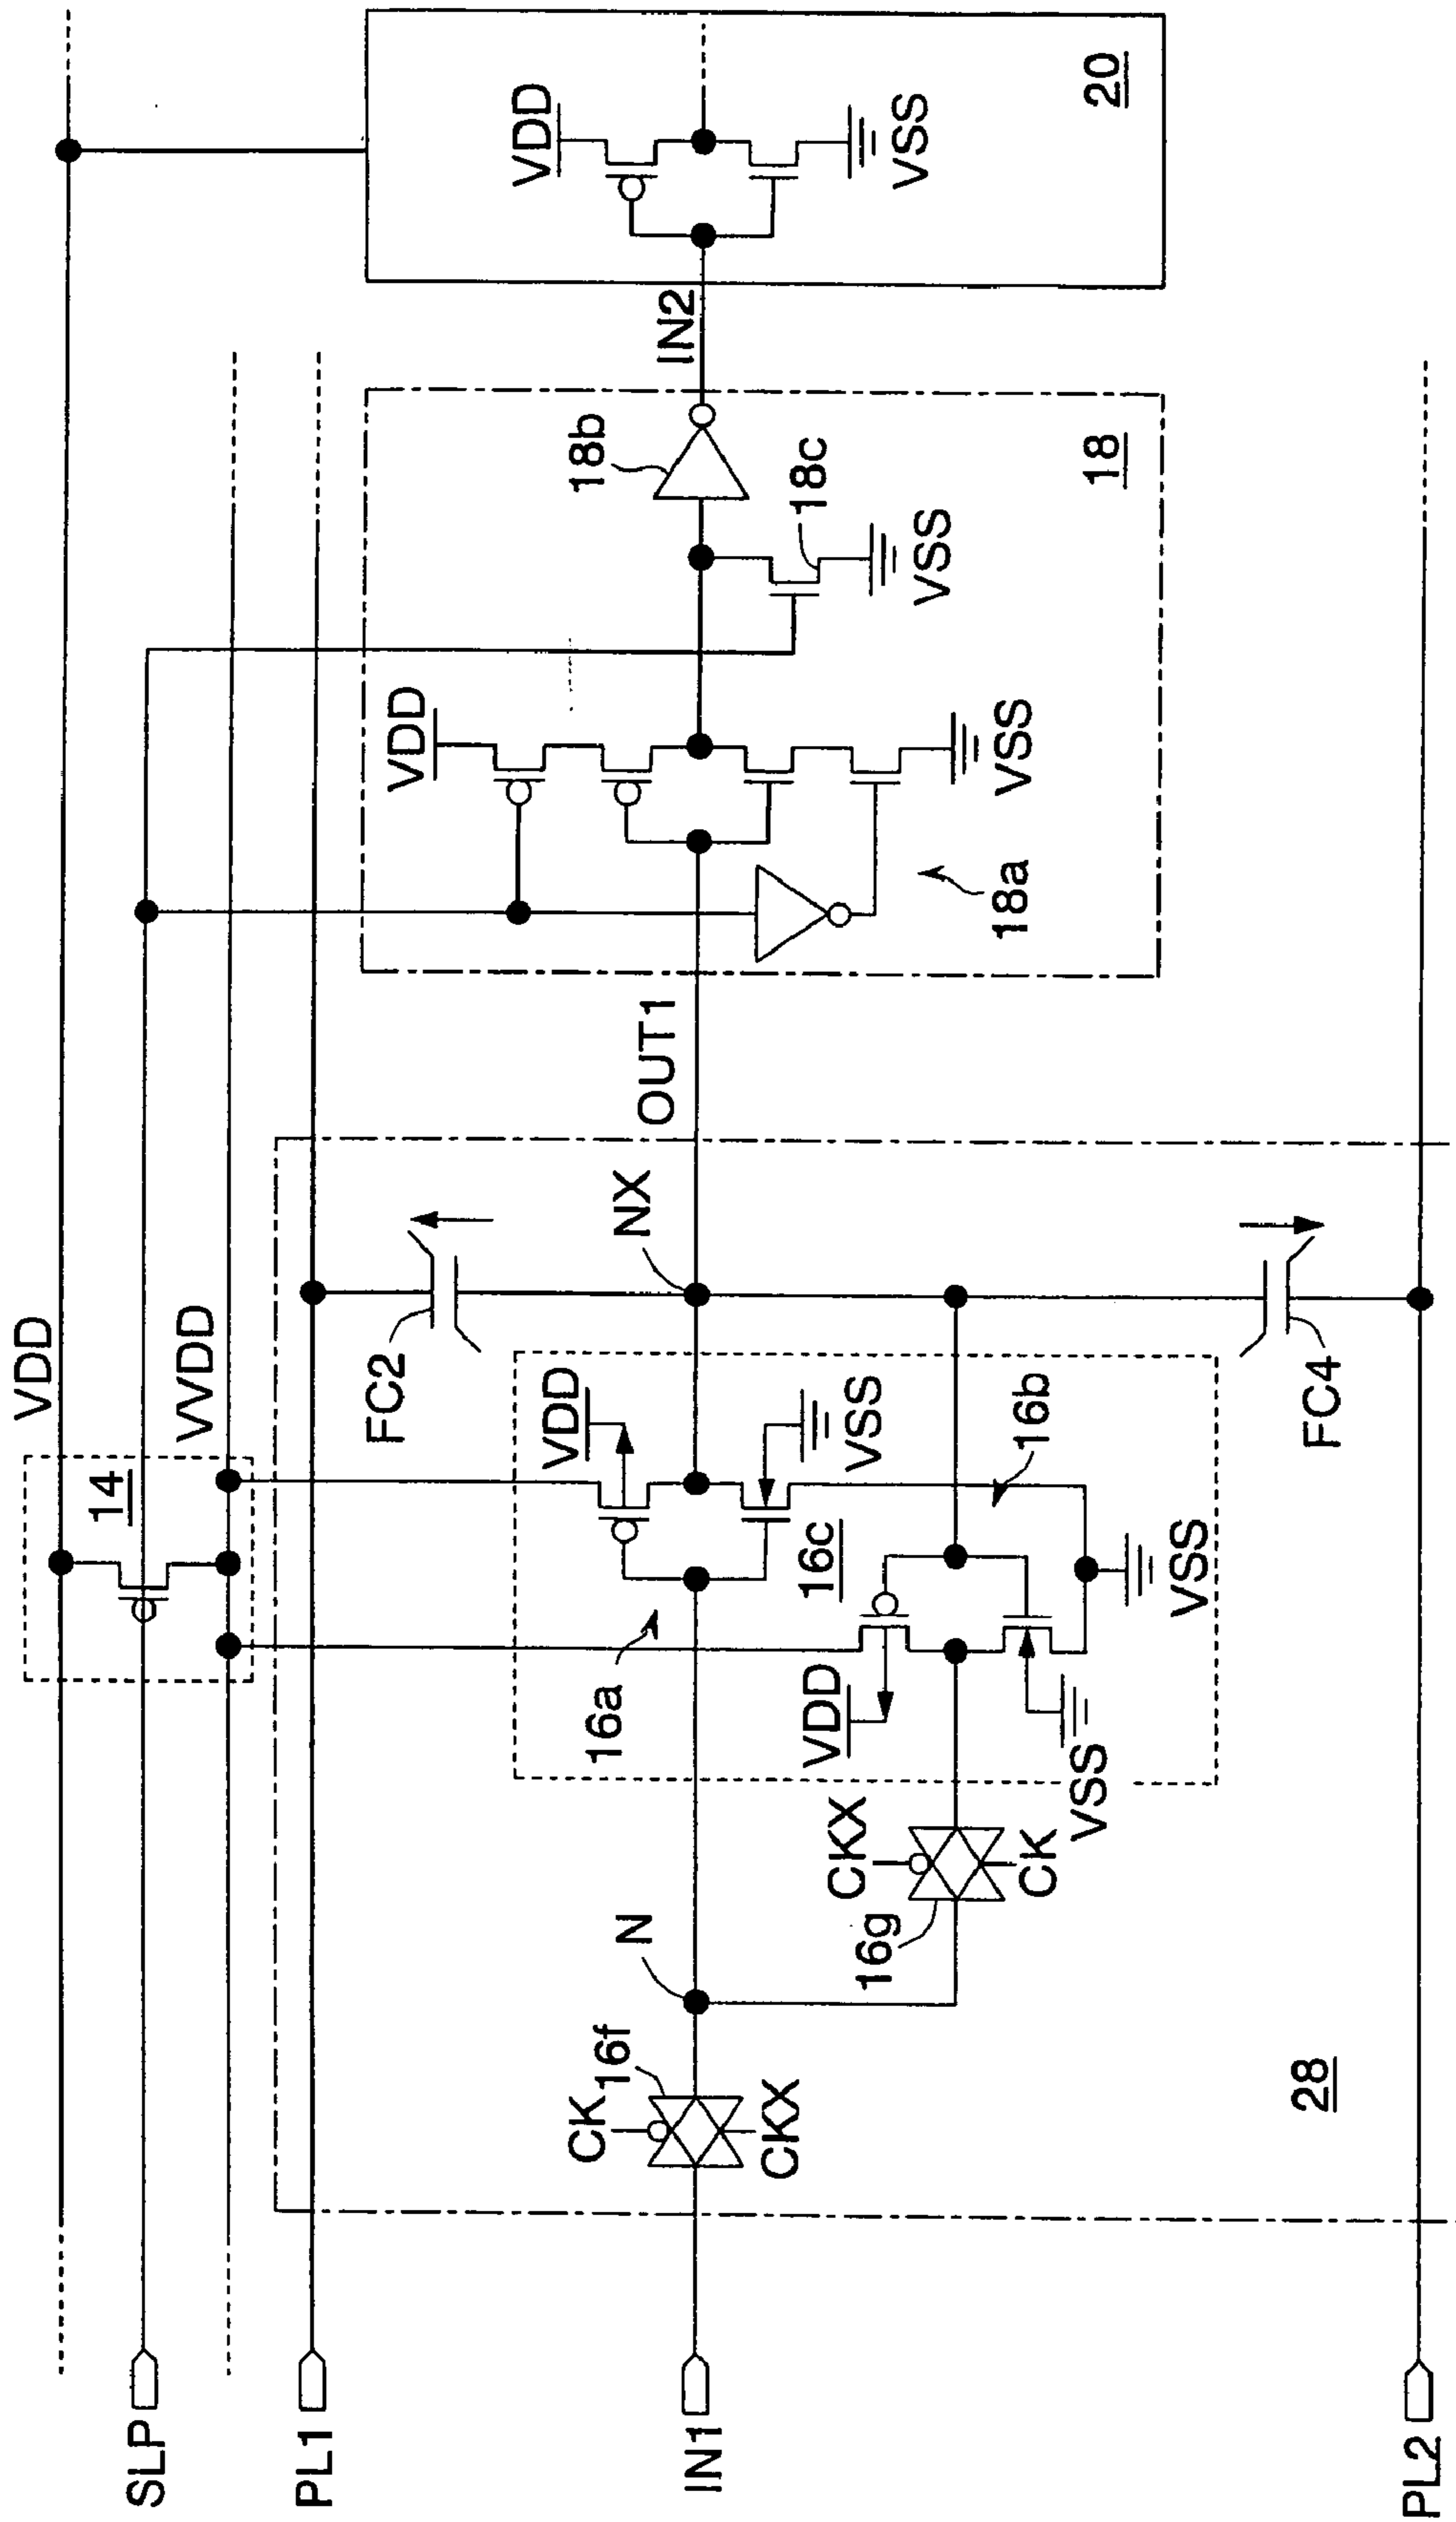 VDD
SLP
14
VVDD
PL1
FC2
NX
OUT1
VDD
18b
IN2
VDD
CK
16f
N
16a
VDD
VSS
IN1
CKX
CKX
16g
CK
VDD
VSS
16c
16b
VSS
18a
VSS
18c
VSS
VSS
28
FC4
18
20
PL2